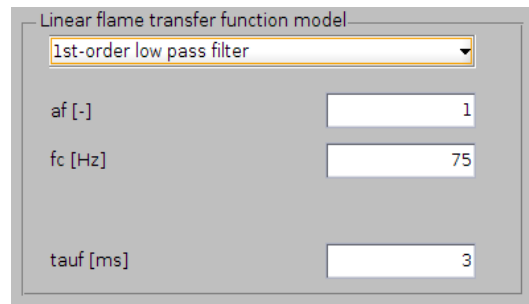 Linear flame transfer function model
1st-order low pass filter
af [-] 1
fc [Hz] 75
tauf [ms] 3